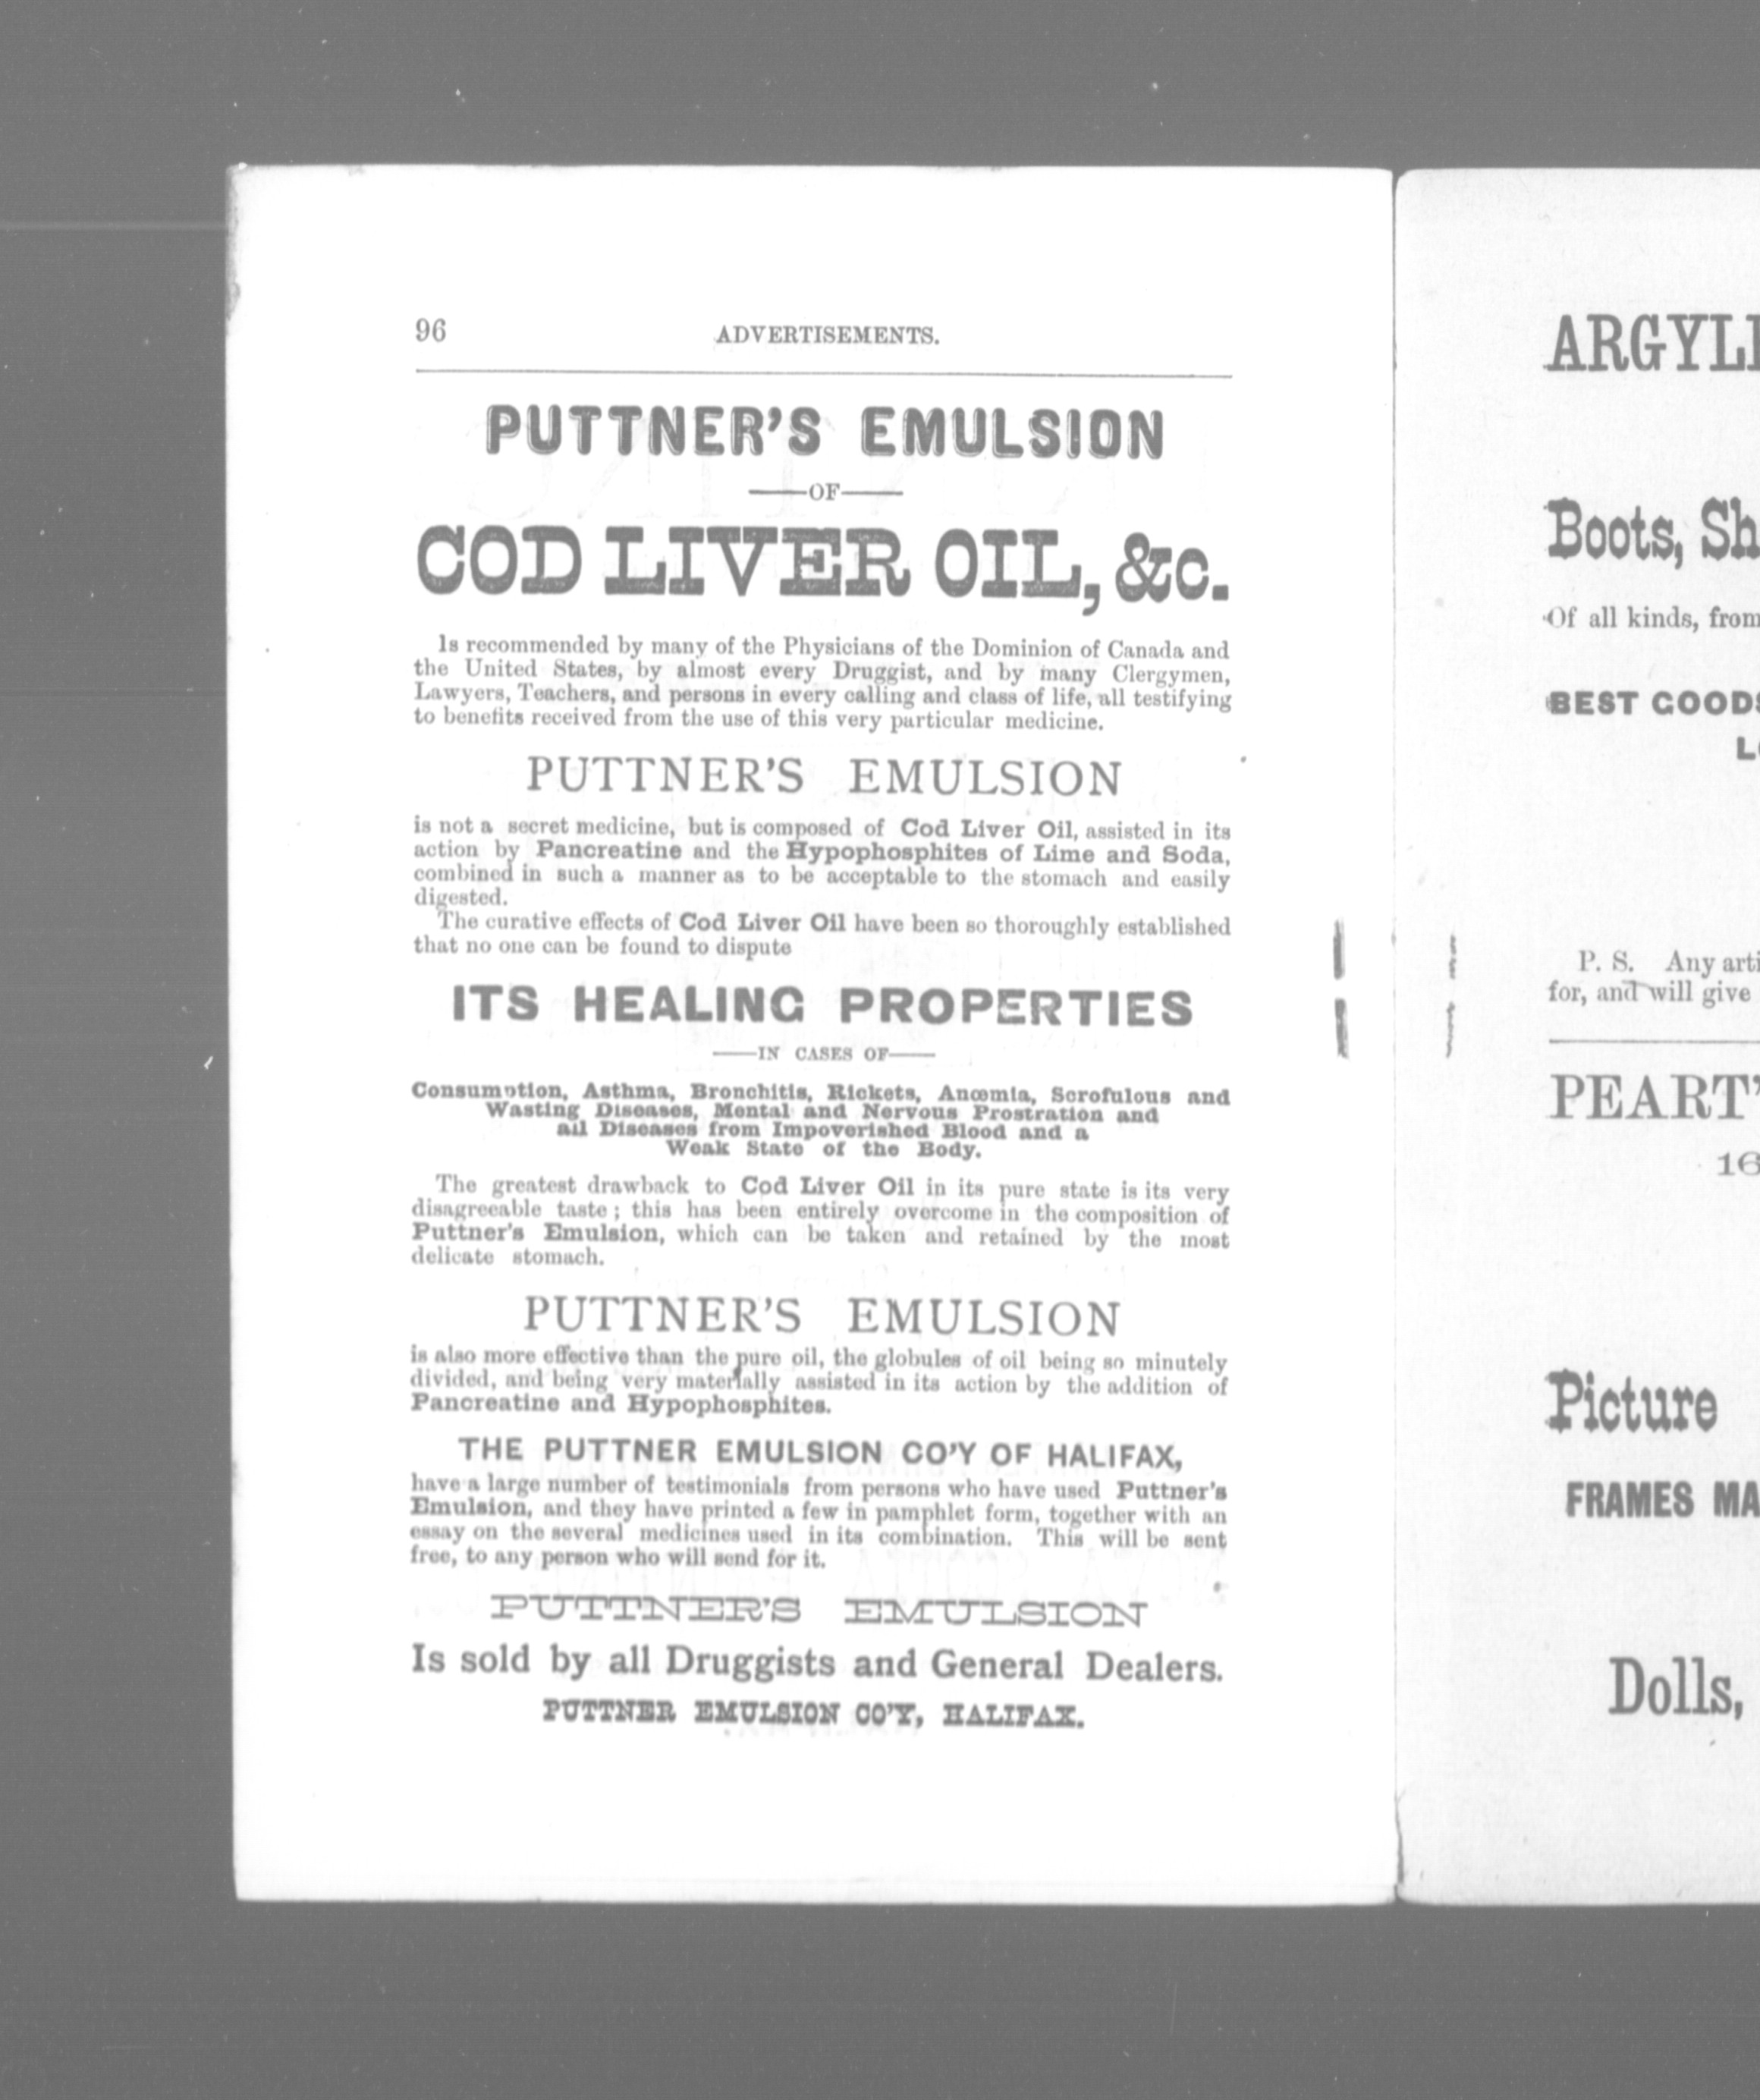 96 ADVERTISEMENTS.
PUTTNER'S EMULSION
——OF——
COD LIVER OIL, &c.
Is recommended by many of the Physicians of the Dominion of Canada and
the United States, by almost every Druggist, and by many Clergymen,
Lawyers, Teachers, and persons in every calling and class of life, all testifying
to benefits received from the use of this very particular medicine.
PUTTNER'S EMULSION
is not a secret medicine, but is composed of Cod Liver Oil, assisted in its
action by Pancreatine and the Hypophosphites of Lime and Soda,
combined in such a manner as to be acceptable to the stomach and easily
digested.
The curative effects of Cod Liver Oil have been so thoroughly established
that no one can be found to dispute
ITS HEALING PROPERTIES
——IN CASES OF——
Consumption, Asthma, Bronchitis, Rickets, Anœmia, Scrofulous and
Wasting Diseases, Mental and Nervous Prostration and
all Diseases from Impoverished Blood and a
Weak State of the Body.
The greatest drawback to Cod Liver Oil in its pure state is its very
disagreeable taste; this has been entirely overcome in the composition of
Puttner's Emulsion, which can be taken and retained by the most
delicate stomach.
PUTTNER'S EMULSION
is also more effective than the pure oil, the globules of oil being so minutely
divided, and being very materially assisted in its action by the addition of
Pancreatine and Hypophosphites.
THE PUTTNER EMULSION CO'Y OF HALIFAX,
have a large number of testimonials from persons who have used Puttner's
Emulsion, and they have printed a few in pamphlet form, together with an
essay on the several medicines used in its combination. This will be sent
free, to any person who will send for it.
PUTTNER'S EMULSION
Is sold by all Druggists and General Dealers.
PUTTNER EMULSION CO'Y, HALIFAX.
ARGYL
Boots, Sh
Of all kinds, from
BEST GOODS
L
P. S. Any arti
for, and will give
PEART'
16
Picture
FRAMES MA
Dolls,